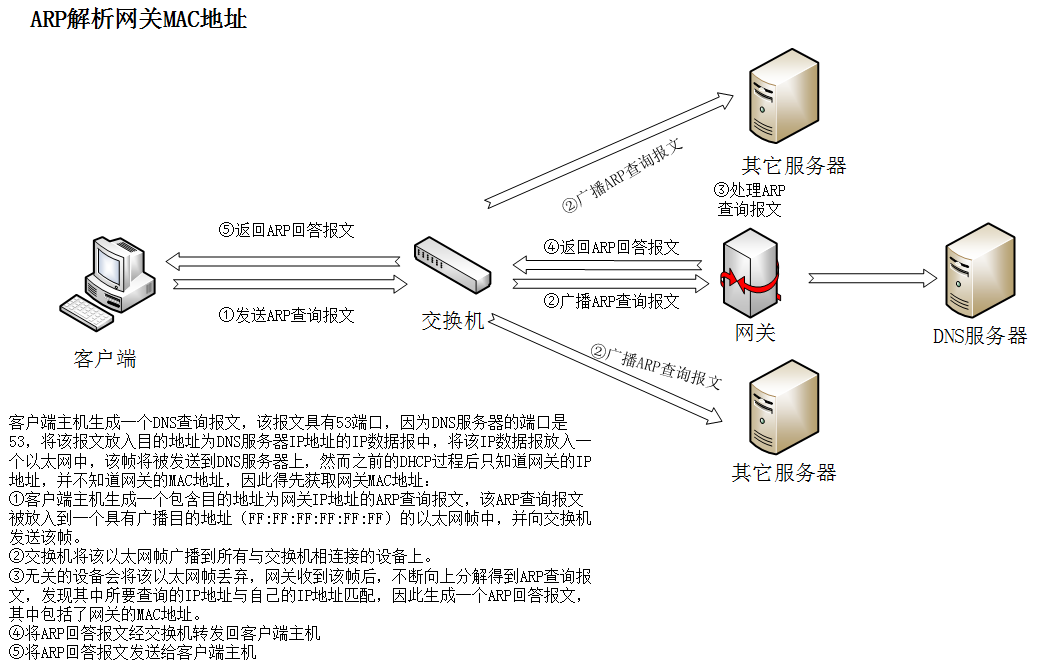 ARP解析网关MAC地址
其它服务器
②广播ARP查询报文
③处理ARP
查询报文
⑤返回ARP回答报文
④返回ARP回答报文
①发送ARP查询报文
②广播ARP查询报文
交换机
网关
DNS服务器
客户端
②广播ARP查询报文
其它服务器
客户端主机生成一个DNS查询报文，该报文具有53端口，因为DNS服务器的端口是
53，将该报文放入目的地址为DNS服务器IP地址的IP数据报中，将该IP数据报放入一
个以太网中，该帧将被发送到DNS服务器上，然而之前的DHCP过程后只知道网关的IP
地址，并不知道网关的MAC地址，因此得先获取网关MAC地址：
①客户端主机生成一个包含目的地址为网关IP地址的ARP查询报文，该ARP查询报文
被放入到一个具有广播目的地址（FF:FF:FF:FF:FF:FF）的以太网帧中，并向交换机
发送该帧。
②交换机将该以太网帧广播到所有与交换机相连接的设备上。
③无关的设备会将该以太网帧丢弃，网关收到该帧后，不断向上分解得到ARP查询报
文，发现其中所要查询的IP地址与自己的IP地址匹配，因此生成一个ARP回答报文，
其中包括了网关的MAC地址。
④将ARP回答报文经交换机转发回客户端主机
⑤将ARP回答报文发送给客户端主机